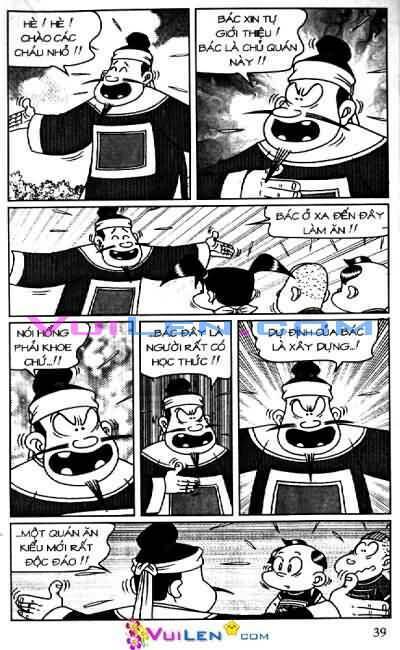 HÈ! HÈ!
CHÀO CÁC
CHÁU NHỎ!!
BÁC XIN TỰ
GIỚI THIỆU!
BÁC LÀ CHỦ QUÁN
NÀY!!
BÁC Ở XA ĐẾN ĐÂY
LÀM ĂN!
NÓI HỔNG
PHẢI KHOE
CHỨ...!!
...BÁC ĐÂY LÀ
NGƯỜI RẤT CÓ
HỌC THỨC!
DỰ ĐỊNH CỦA BÁC
LÀ XÂY DỰNG...!
VuiLen.com
...MỘT QUÁN ĂN
KIỂU MỚI RẤT
ĐỘC ĐÁO!!
39
VUILEN.COM